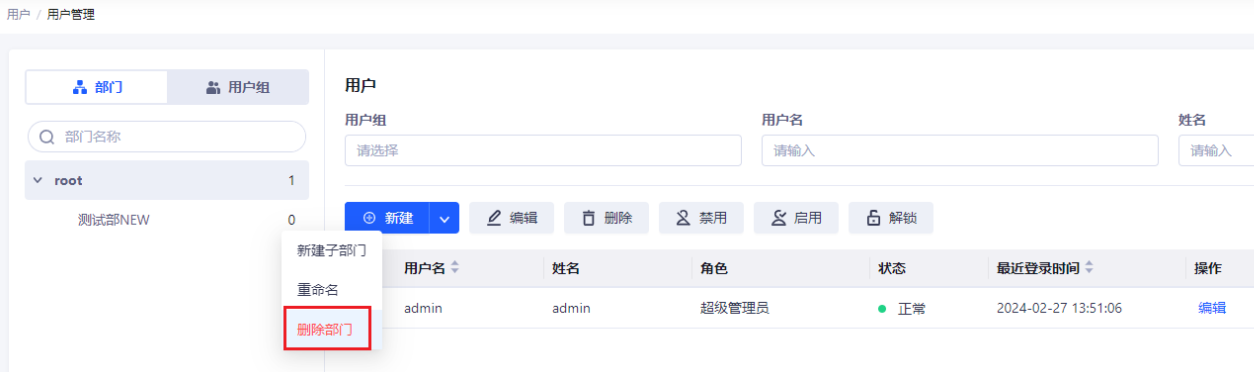 用户 / 用户管理
部门 用户组
部门名称
root 1
测试部NEW 0
新建子部门
重命名
删除部门
用户
用户组 用户名 姓名
请选择 请输入 请输入
新建 编辑 删除 禁用 启用 解锁
用户名 姓名 角色 状态 最近登录时间 操作
admin admin 超级管理员 正常 2024-02-27 13:51:06 编辑